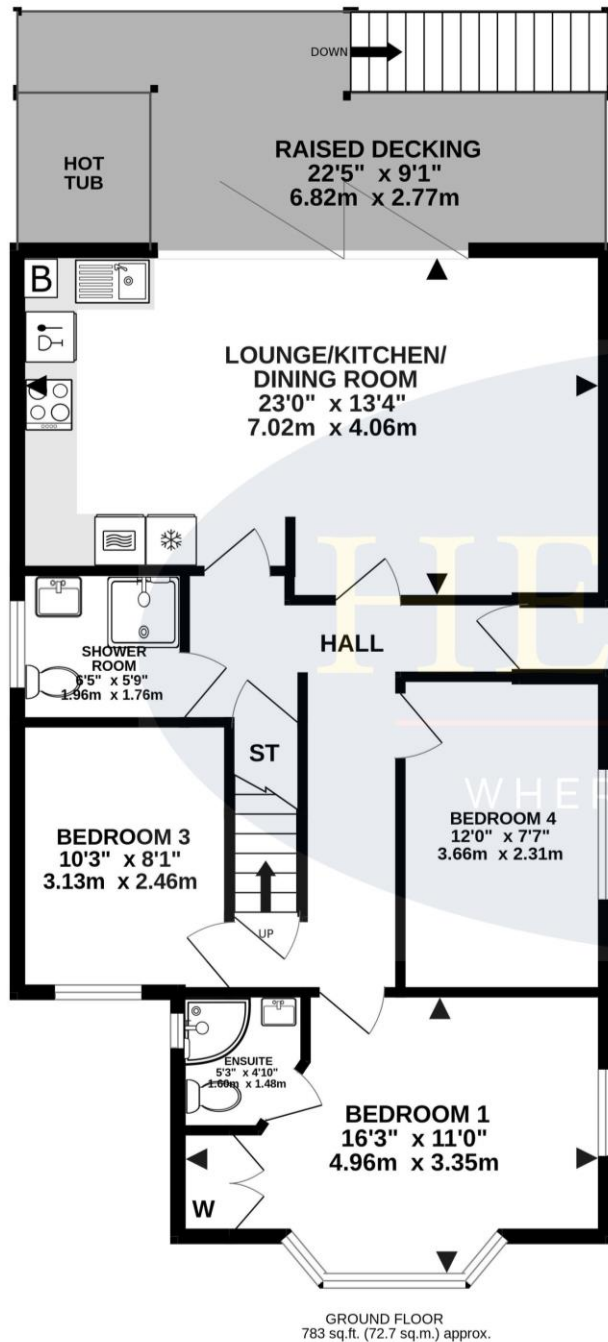 DOWN
RAISED DECKING
22'5" x 9'1"
6.82m x 2.77m
HOT
TUB
B
LOUNGE/KITCHEN/
DINING ROOM
23'0" x 13'4"
7.02m x 4.06m
HE
HALL
SHOWER
ROOM
6'5" x 5'9"
1.96m x 1.76m
ST
WHER
BEDROOM 4
12'0" x 7'7"
3.66m x 2.31m
BEDROOM 3
10'3" x 8'1"
3.13m x 2.46m
UP
ENSUITE
5'3" x 4'10"
1.60m x 1.48m
BEDROOM 1
16'3" x 11'0"
4.96m x 3.35m
W
GROUND FLOOR
783 sq.ft. (72.7 sq.m.) approx.